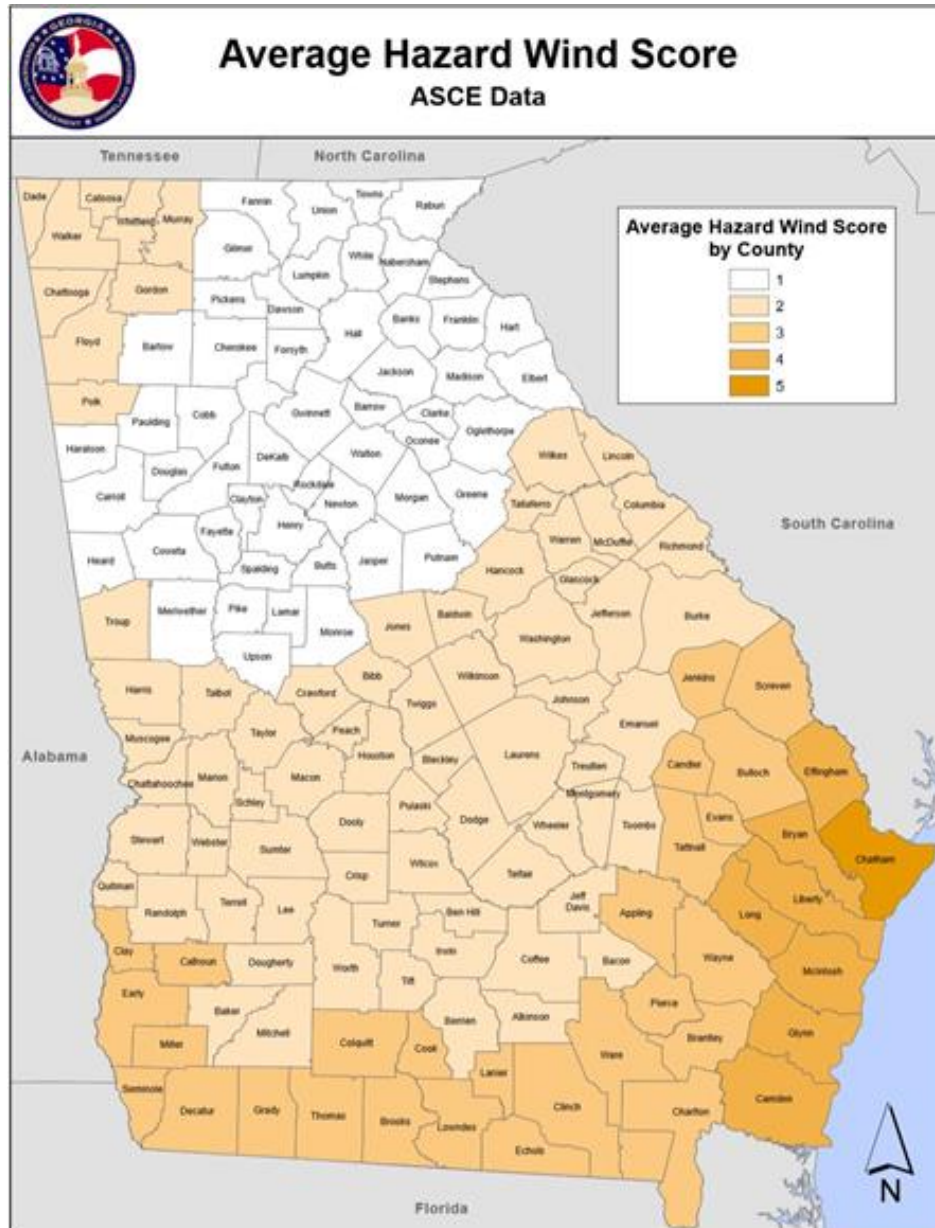 GEORGIA
Average Hazard Wind Score
ASCE Data
Tennessee
North Carolina
Average Hazard Wind Score
by County
1
2
3
4
5
Dade
Catoosa
Whitfield
Murray
Fannin
Union
Towns
Rabun
Walker
Gilmer
White
Habersham
Lumpkin
Stephens
Chattooga
Gordon
Pickens
Dawson
Banks
Franklin
Hart
Floyd
Bartow
Cherokee
Forsyth
Hall
Jackson
Madison
Elbert
Polk
Paulding
Cobb
Gwinnett
Barrow
Clarke
Oconee
Oglethorpe
Haralson
Douglas
Fulton
DeKalb
Walton
Wilkes
Lincoln
Carroll
Clayton
Rockdale
Newton
Morgan
Greene
Taliaferro
Columbia
South Carolina
Fayette
Henry
Warren
McDuffie
Richmond
Heard
Coweta
Spalding
Butts
Jasper
Putnam
Hancock
Glascock
Troup
Meriwether
Pike
Lamar
Monroe
Jones
Baldwin
Jefferson
Burke
Upson
Washington
Harris
Talbot
Crawford
Bibb
Wilkinson
Jenkins
Screven
Taylor
Peach
Twiggs
Johnson
Emanuel
Muscogee
Houston
Alabama
Chattahoochee
Marion
Macon
Bleckley
Laurens
Treutlen
Candler
Bulloch
Effingham
Schley
Pulaski
Montgomery
Stewart
Webster
Sumter
Dooly
Dodge
Wheeler
Toombs
Evans
Bryan
Tattnall
Chatham
Crisp
Wilcox
Telfair
Quitman
Randolph
Terrell
Lee
Jeff
Davis
Turner
Ben Hill
Appling
Long
Liberty
Clay
Calhoun
Dougherty
Worth
Irwin
Coffee
Bacon
Wayne
McIntosh
Early
Tift
Baker
Mitchell
Berrien
Atkinson
Pierce
Miller
Colquitt
Cook
Ware
Brantley
Glynn
Lanier
Seminole
Decatur
Grady
Thomas
Brooks
Lowndes
Clinch
Charlton
Camden
Echols
Florida
N